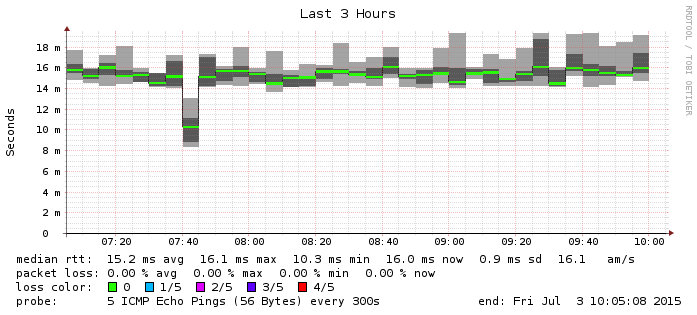 Last 3 Hours
RRDTOOL / TOBI OETIKER
Seconds
18 m
16 m
14 m
12 m
10 m
8 m
6 m
4 m
2 m
0
07:20 07:40 08:00 08:20 08:40 09:00 09:20 09:40 10:00
median rtt: 15.2 ms avg 16.1 ms max 10.3 ms min 16.0 ms now 0.9 ms sd 16.1 am/s
packet loss: 0.00 % avg 0.00 % max 0.00 % min 0.00 % now
loss color: 0 1/5 2/5 3/5 4/5
probe: 5 ICMP Echo Pings (56 Bytes) every 300s end: Fri Jul 3 10:05:08 2015